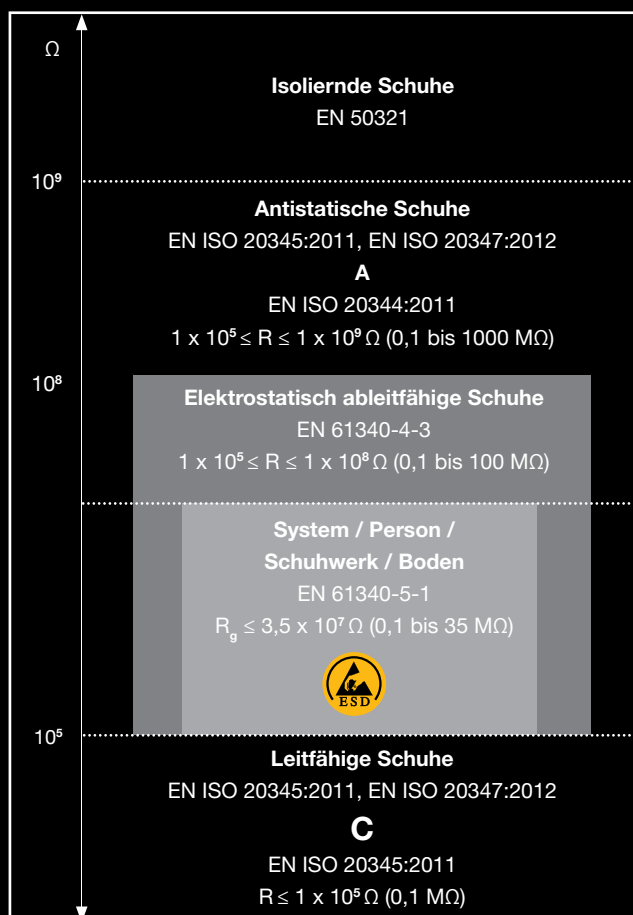 Ω
Isoliernde Schuhe
EN 50321
10⁹
Antistatische Schuhe
EN ISO 20345:2011, EN ISO 20347:2012
A
EN ISO 20344:2011
1 x 10⁵ ≤ R ≤ 1 x 10⁹ Ω (0,1 bis 1000 MΩ)
10⁸
Elektrostatisch ableitfähige Schuhe
EN 61340-4-3
1 x 10⁵ ≤ R ≤ 1 x 10⁸ Ω (0,1 bis 100 MΩ)
System / Person /
Schuhwerk / Boden
EN 61340-5-1
R_g ≤ 3,5 x 10⁷ Ω (0,1 bis 35 MΩ)
ESD
10⁵
Leitfähige Schuhe
EN ISO 20345:2011, EN ISO 20347:2012
C
EN ISO 20345:2011
R ≤ 1 x 10⁵ Ω (0,1 MΩ)